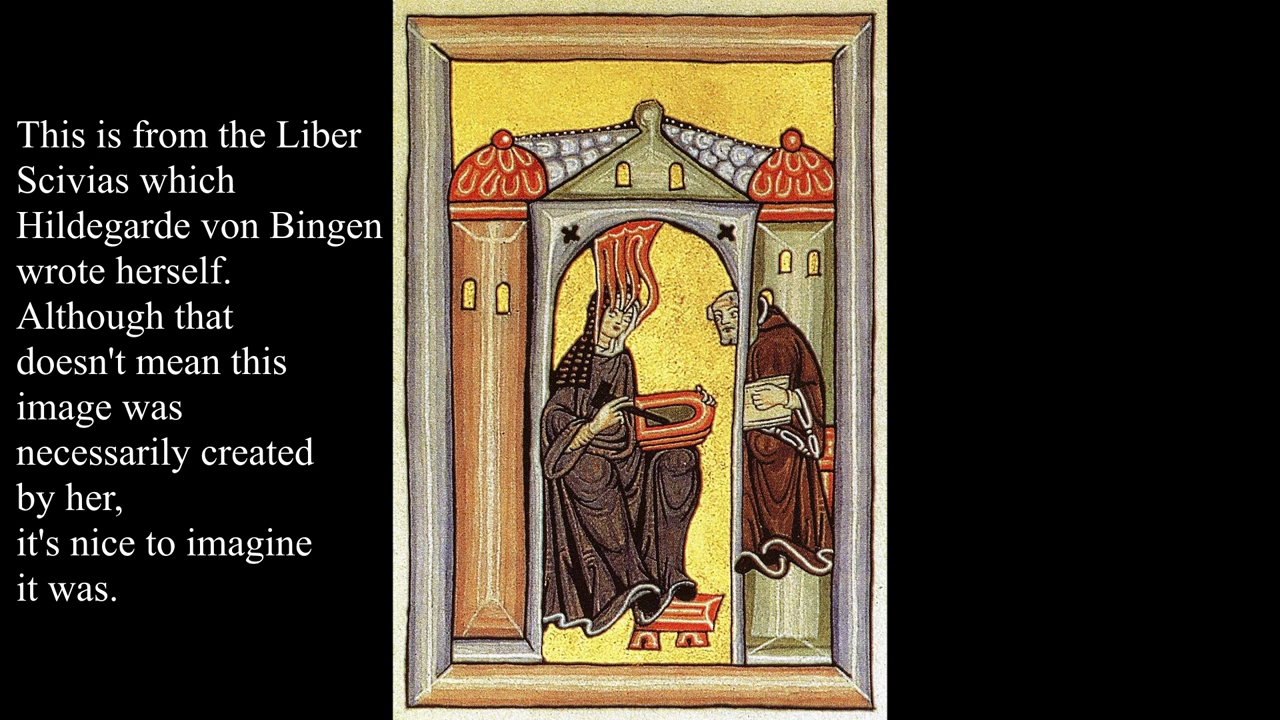 This is from the Liber
Scivias which
Hildegarde von Bingen
wrote herself.
Although that
doesn't mean this
image was
necessarily created
by her,
it's nice to imagine
it was.